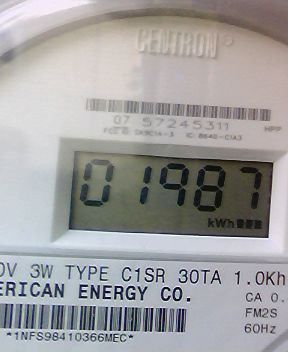 CENTRON®
07 57245311
HPP
01987
kWh
0V 3W TYPE C1SR 30TA 1.0Kh
ERICAN ENERGY CO.
CA 0.
FM2S
60Hz
*1NFS98410366MEC*